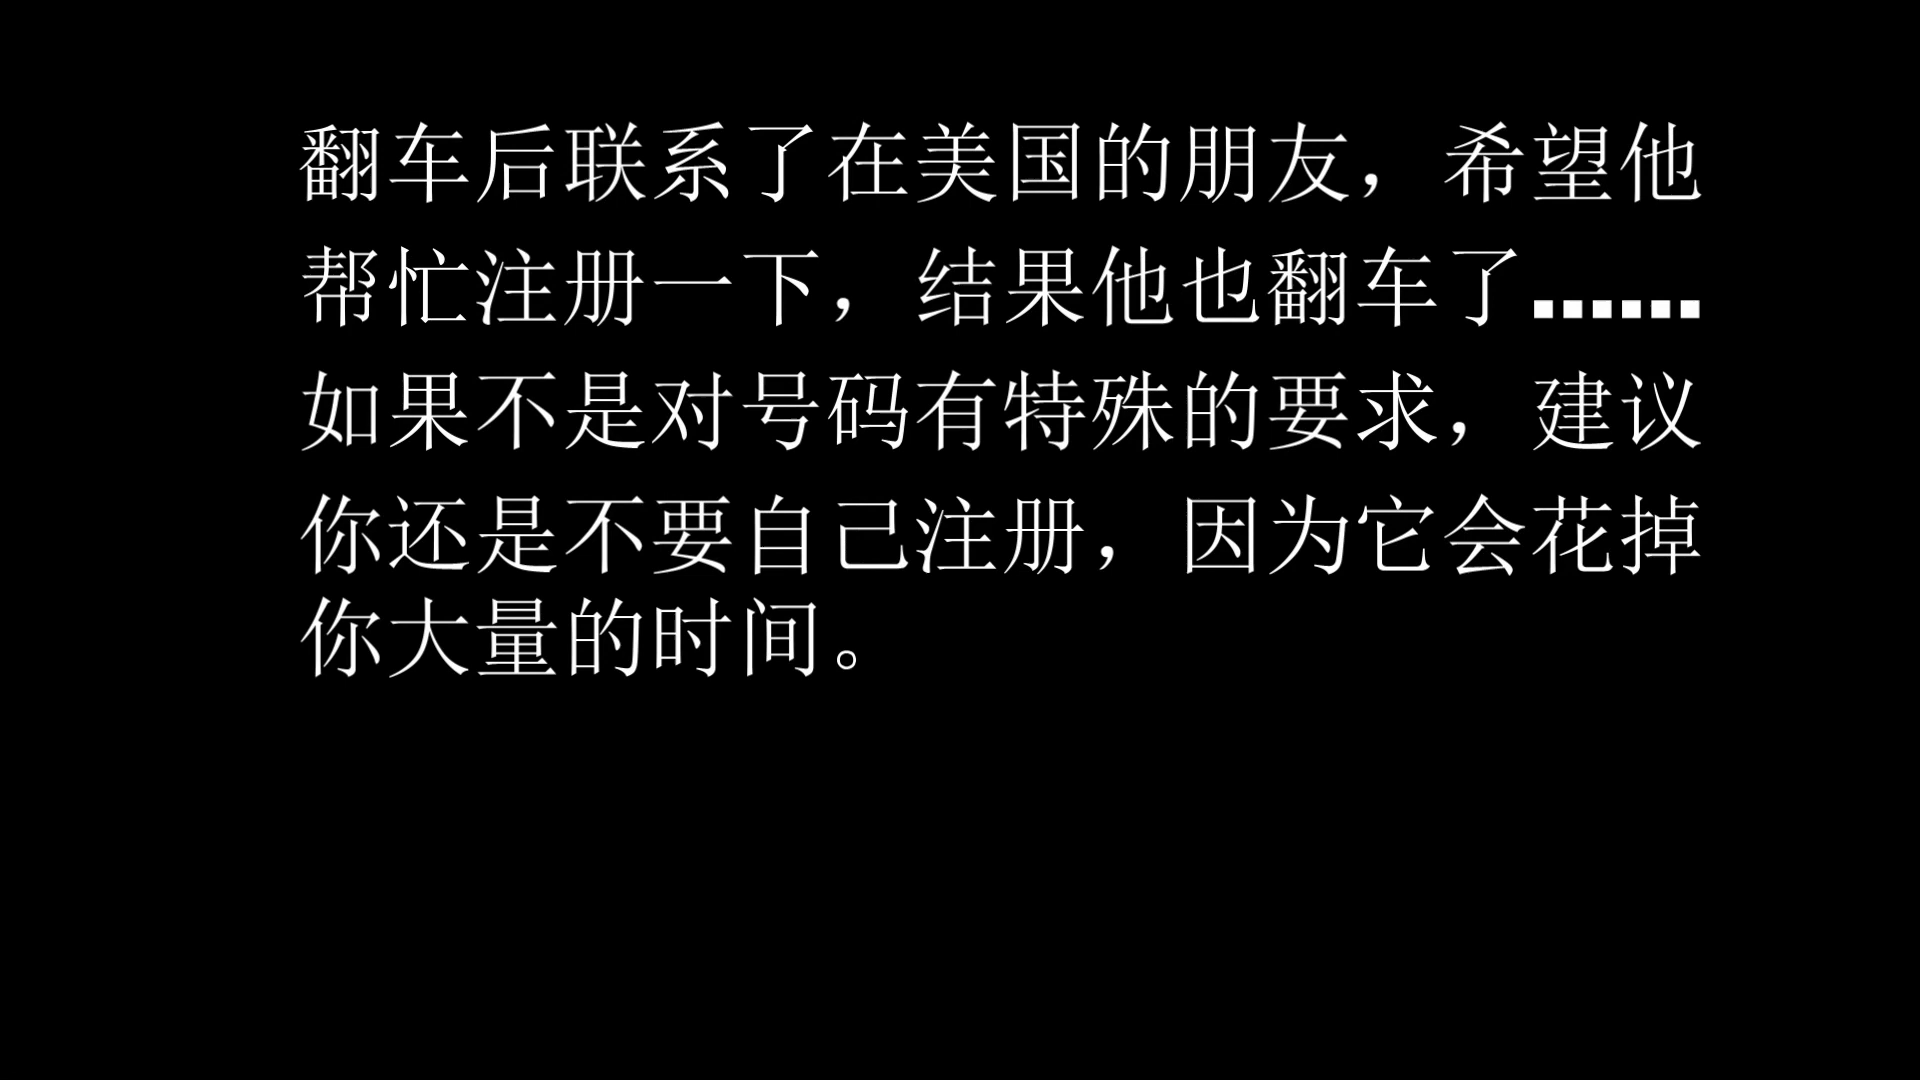 翻车后联系了在美国的朋友，希望他
帮忙注册一下，结果他也翻车了……
如果不是对号码有特殊的要求，建议
你还是不要自己注册，因为它会花掉
你大量的时间。